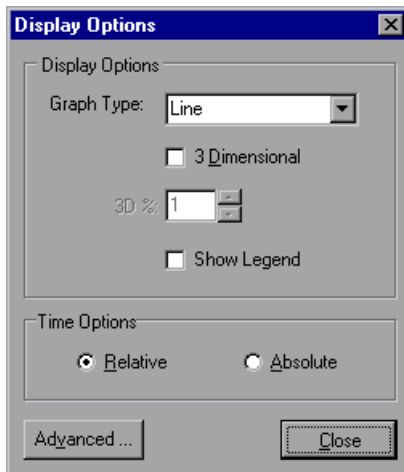 Display Options
Display Options
Graph Type: Line
3 Dimensional
3D %: 1
Show Legend
Time Options
Relative Absolute
Advanced ... Close